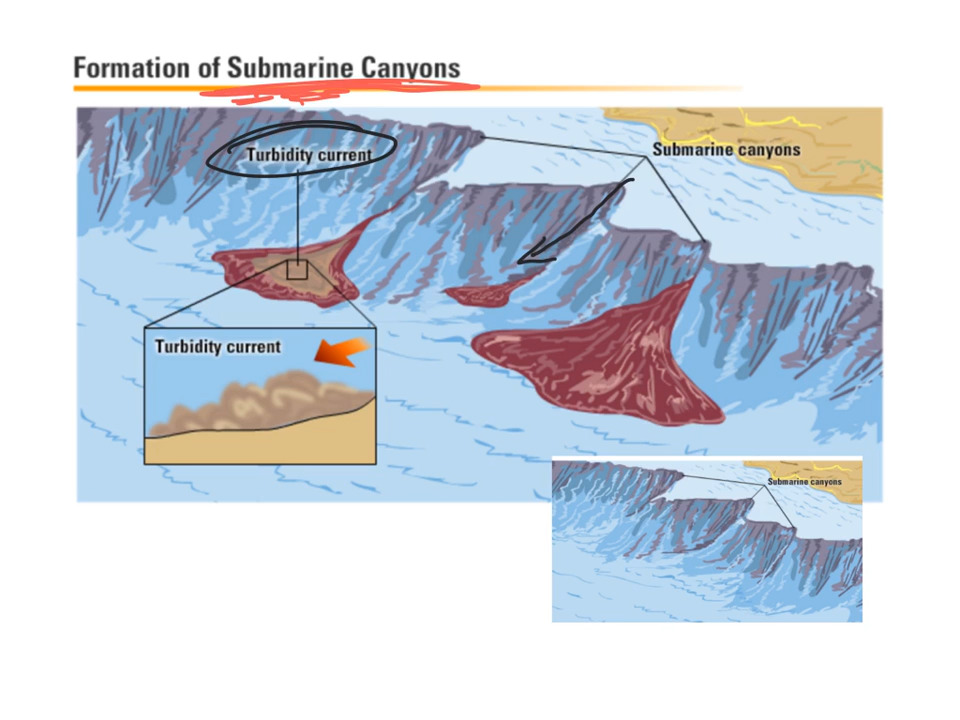 Formation of Submarine Canyons
Turbidity current
Submarine canyons
Turbidity current
Submarine canyons